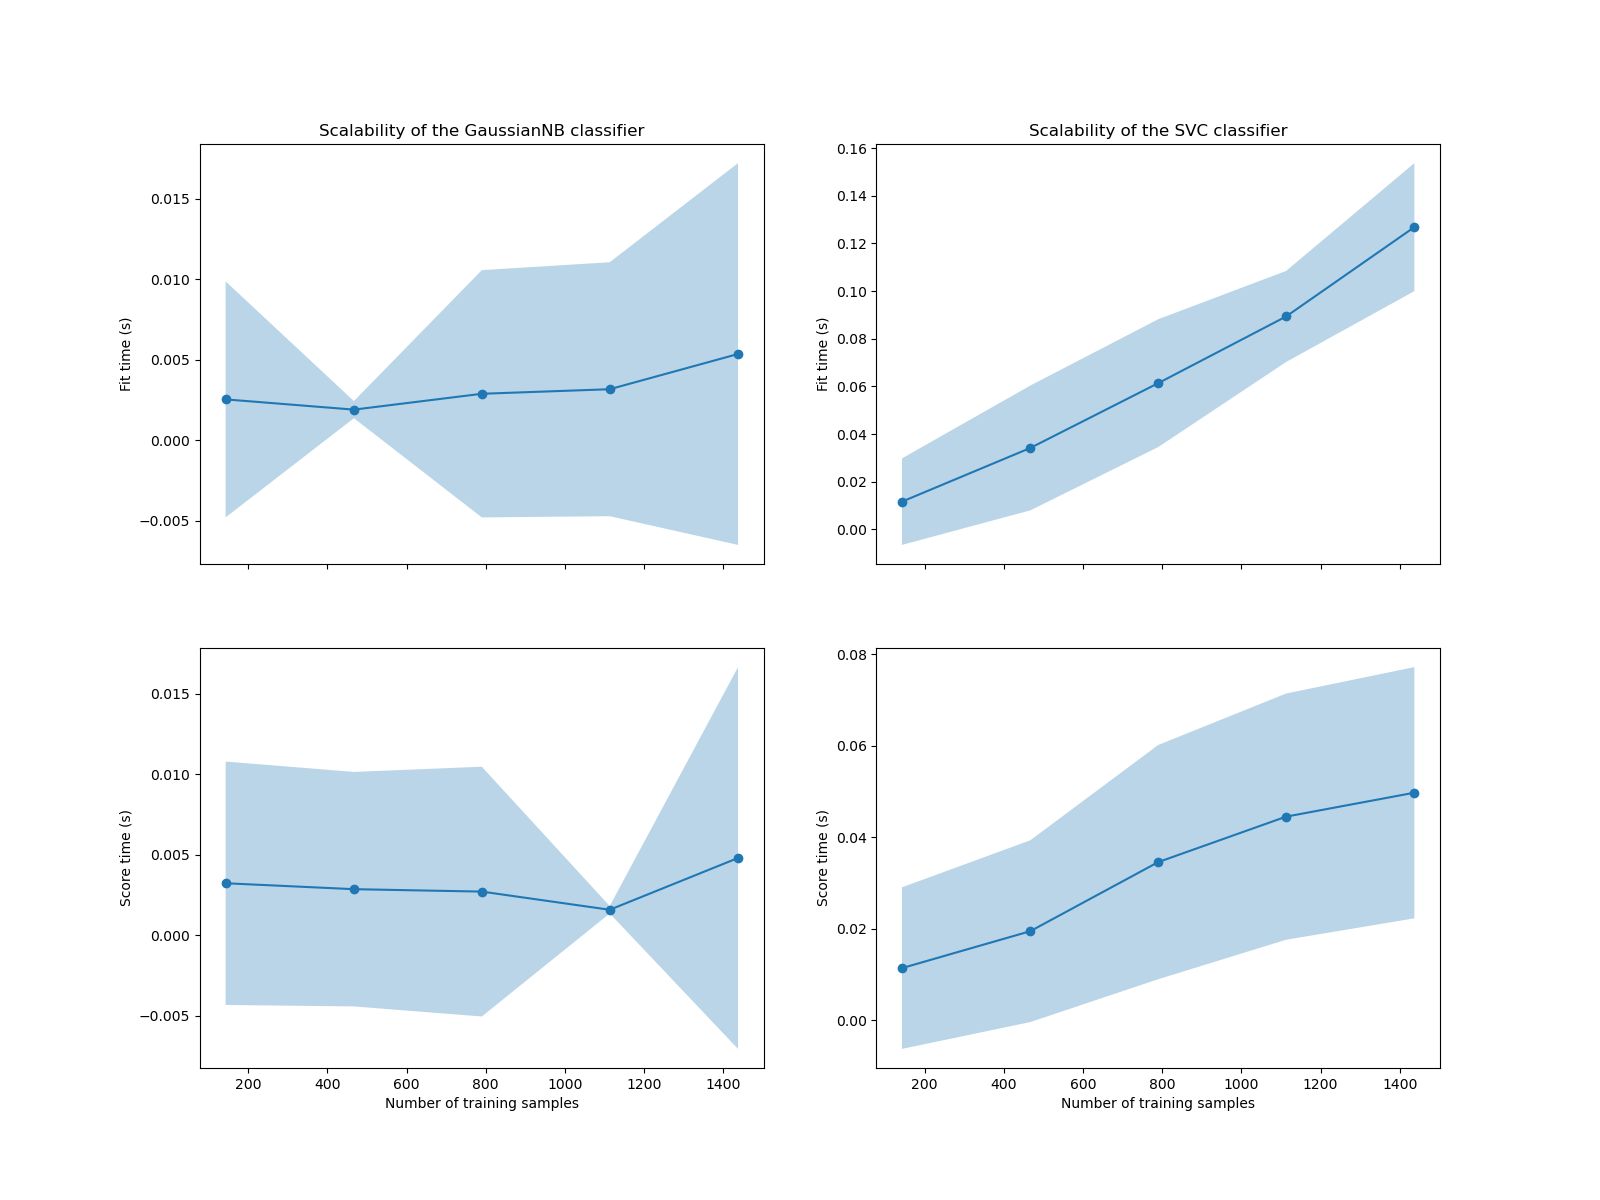 Scalability of the GaussianNB classifier
0.015
0.010
0.005
0.000
−0.005
Fit time (s)
Scalability of the SVC classifier
0.16
0.14
0.12
0.10
0.08
0.06
0.04
0.02
0.00
Fit time (s)
0.015
0.010
0.005
0.000
−0.005
Score time (s)
200 400 600 800 1000 1200 1400
Number of training samples
0.08
0.06
0.04
0.02
0.00
Score time (s)
200 400 600 800 1000 1200 1400
Number of training samples